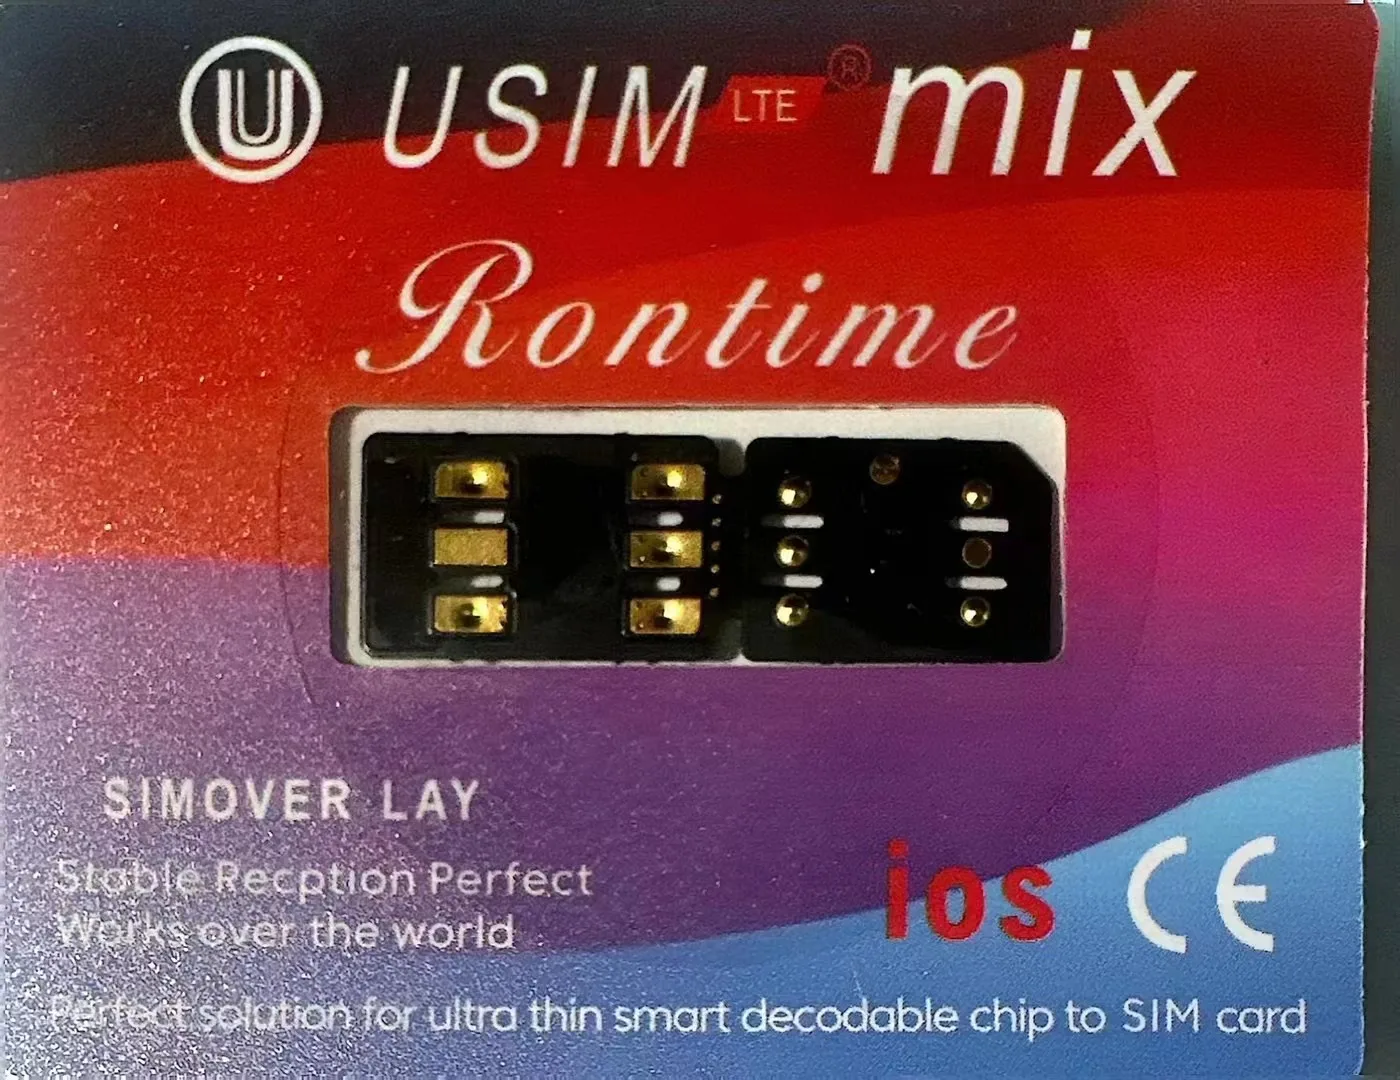 U USIM LTE ® mix
Rontime
SIMOVER LAY
Stable Recption Perfect
Works over the world
ios CE
Perfect solution for ultra thin smart decodable chip to SIM card